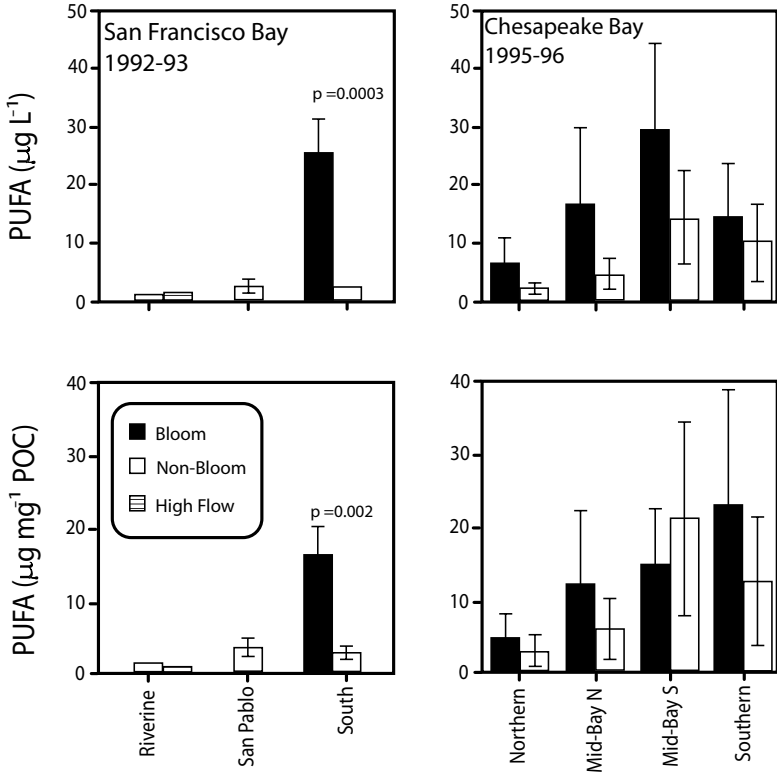 San Francisco Bay
1992-93
p =0.0003
PUFA (µg L⁻¹)
50
40
30
20
10
0
Chesapeake Bay
1995-96
50
40
30
20
10
0
PUFA (µg mg⁻¹ POC)
40
30
20
10
0
Bloom
Non-Bloom
High Flow
p =0.002
Riverine
San Pablo
South
40
30
20
10
0
Northern
Mid-Bay N
Mid-Bay S
Southern